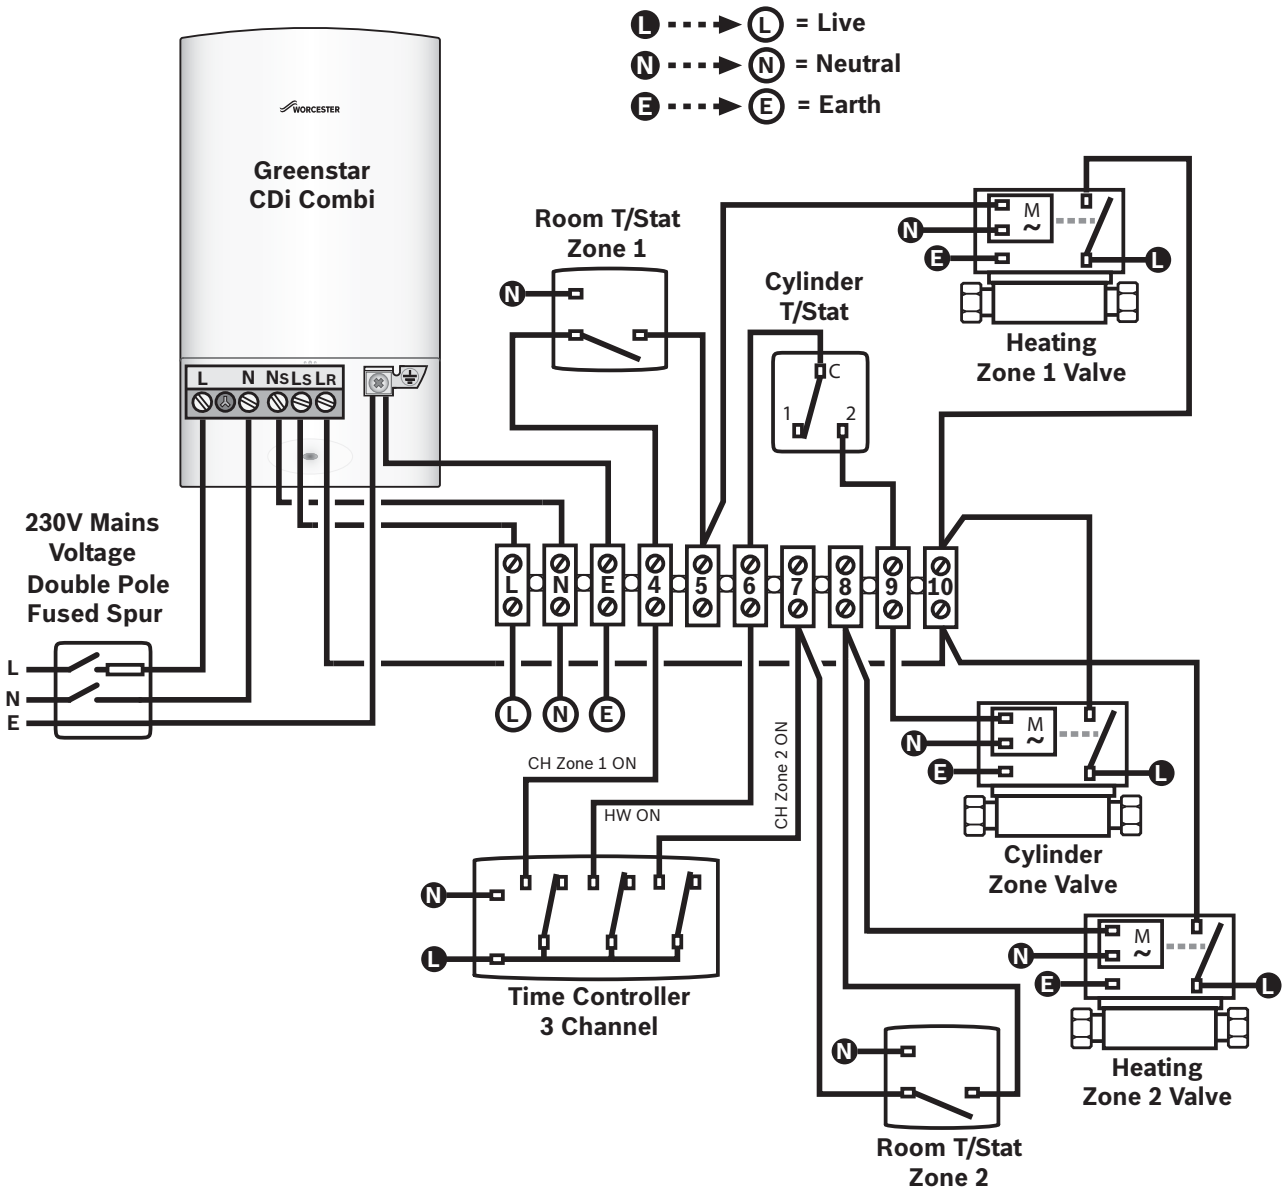 L L = Live
N N = Neutral
E E = Earth
WORCESTER
Greenstar
CDi Combi
L N NS LS LR
Room T/Stat
Zone 1
N
Cylinder
T/Stat
C
1 2
M
~
N
E
L
Heating
Zone 1 Valve
230V Mains
Voltage
Double Pole
Fused Spur
L
N
E
L N E 4 5 6 7 8 9 10
L N E
CH Zone 1 ON
HW ON
CH Zone 2 ON
N
L
Time Controller
3 Channel
M
~
N
E
L
Cylinder
Zone Valve
M
~
N
E
L
Heating
Zone 2 Valve
N
Room T/Stat
Zone 2